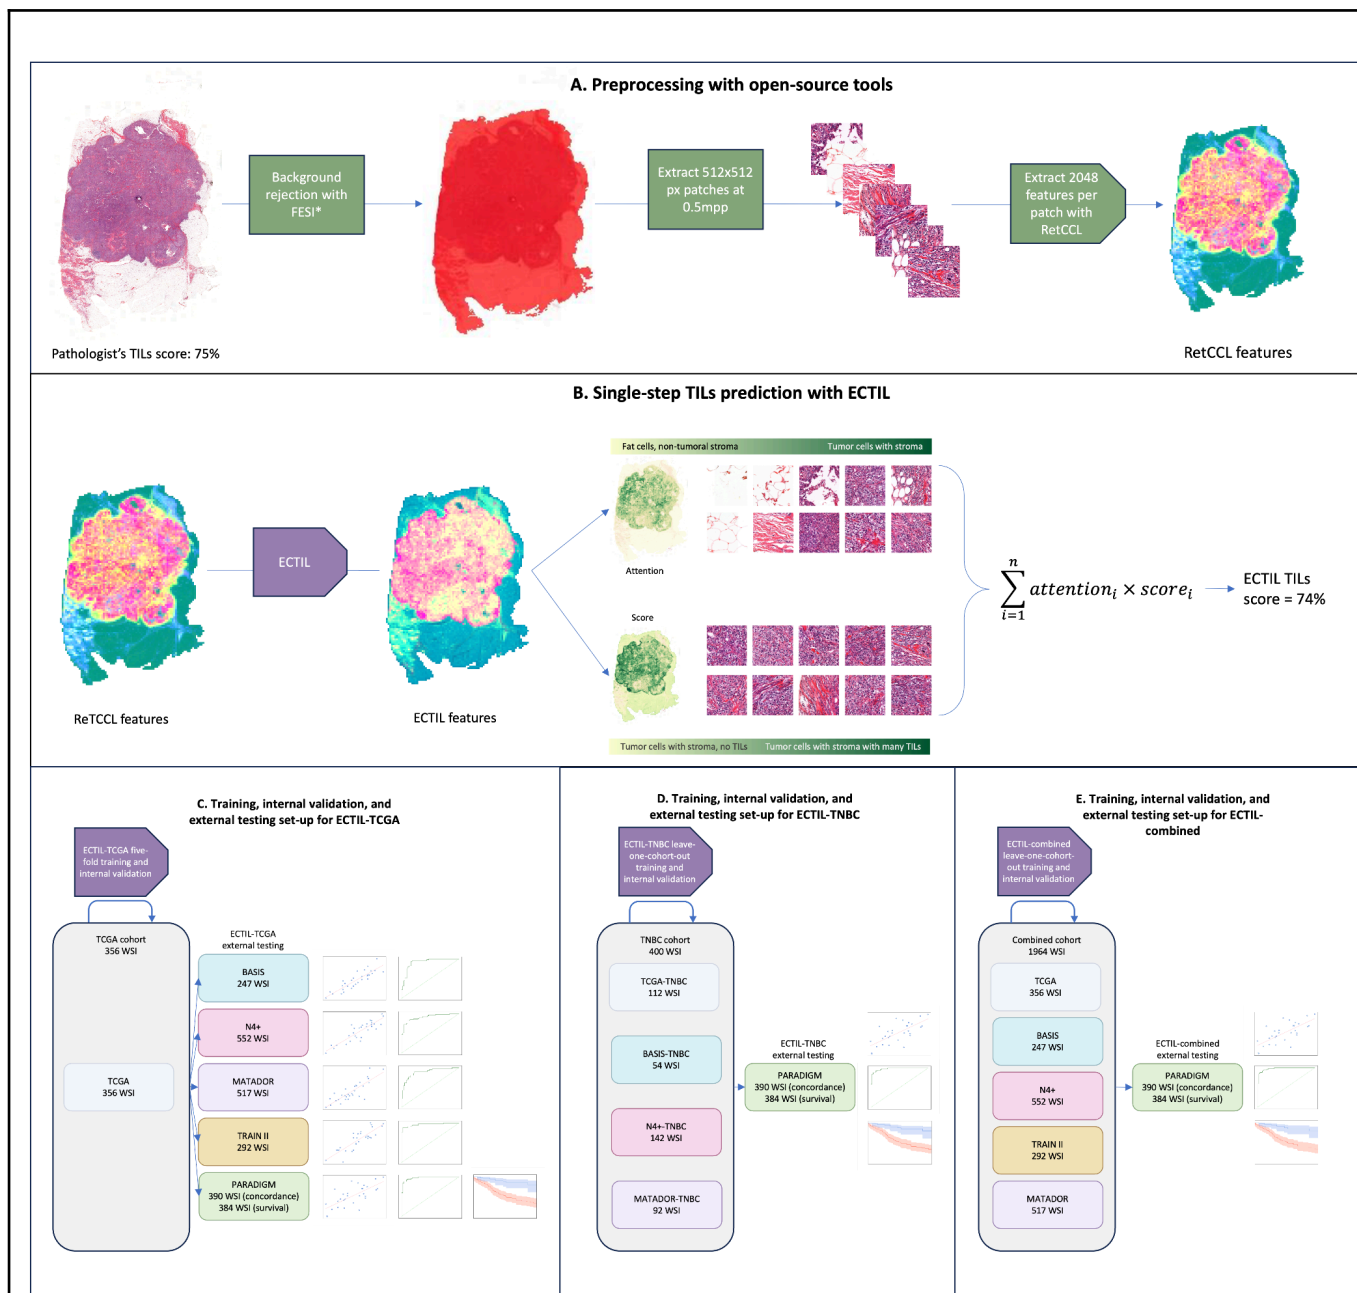 A. Preprocessing with open-source tools
Background
rejection with
FESI*
Extract 512x512
px patches at
0.5mpp
Extract 2048
features per
patch with
RetCCL
Pathologist's TILs score: 75%
RetCCL features
B. Single-step TILs prediction with ECTIL
Fat cells, non-tumoral stroma
Tumor cells with stroma
ECTIL
Attention
Score
n
∑ attentionᵢ × scoreᵢ
i=1
ECTIL TILs
score = 74%
ReTCCL features
ECTIL features
Tumor cells with stroma, no TILs
Tumor cells with stroma with many TILs
C. Training, internal validation, and
external testing set-up for ECTIL-TCGA
ECTIL-TCGA five-
fold training and
internal validation
TCGA cohort
356 WSI
TCGA
356 WSI
ECTIL-TCGA
external testing
BASIS
247 WSI
N4+
552 WSI
MATADOR
517 WSI
TRAIN II
292 WSI
PARADIGM
390 WSI (concordance)
384 WSI (survival)
D. Training, internal validation, and
external testing set-up for ECTIL-TNBC
ECTIL-TNBC leave-
one-cohort-out
training and
internal validation
TNBC cohort
400 WSI
TCGA-TNBC
112 WSI
BASIS-TNBC
54 WSI
N4+-TNBC
142 WSI
MATADOR-TNBC
92 WSI
ECTIL-TNBC
external testing
PARADIGM
390 WSI (concordance)
384 WSI (survival)
E. Training, internal validation, and
external testing set-up for ECTIL-
combined
ECTIL-combined
leave-one-cohort-
out training and
internal validation
Combined cohort
1964 WSI
TCGA
356 WSI
BASIS
247 WSI
N4+
552 WSI
TRAIN II
292 WSI
MATADOR
517 WSI
ECTIL-combined
external testing
PARADIGM
390 WSI (concordance)
384 WSI (survival)